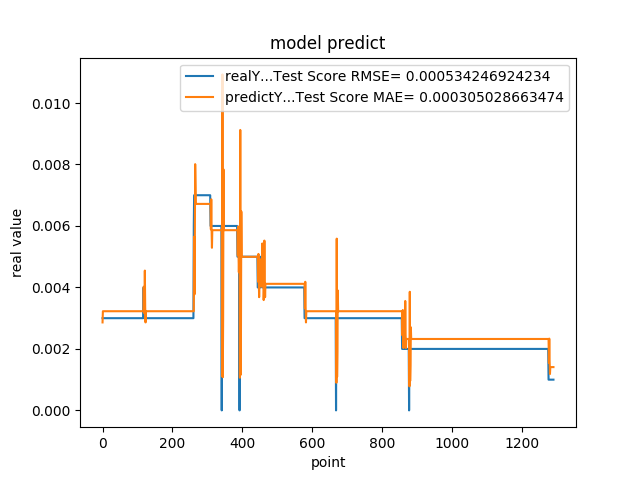 model predict
realY...Test Score RMSE= 0.000534246924234
predictY...Test Score MAE= 0.000305028663474
real value
0.010
0.008
0.006
0.004
0.002
0.000
0 200 400 600 800 1000 1200
point